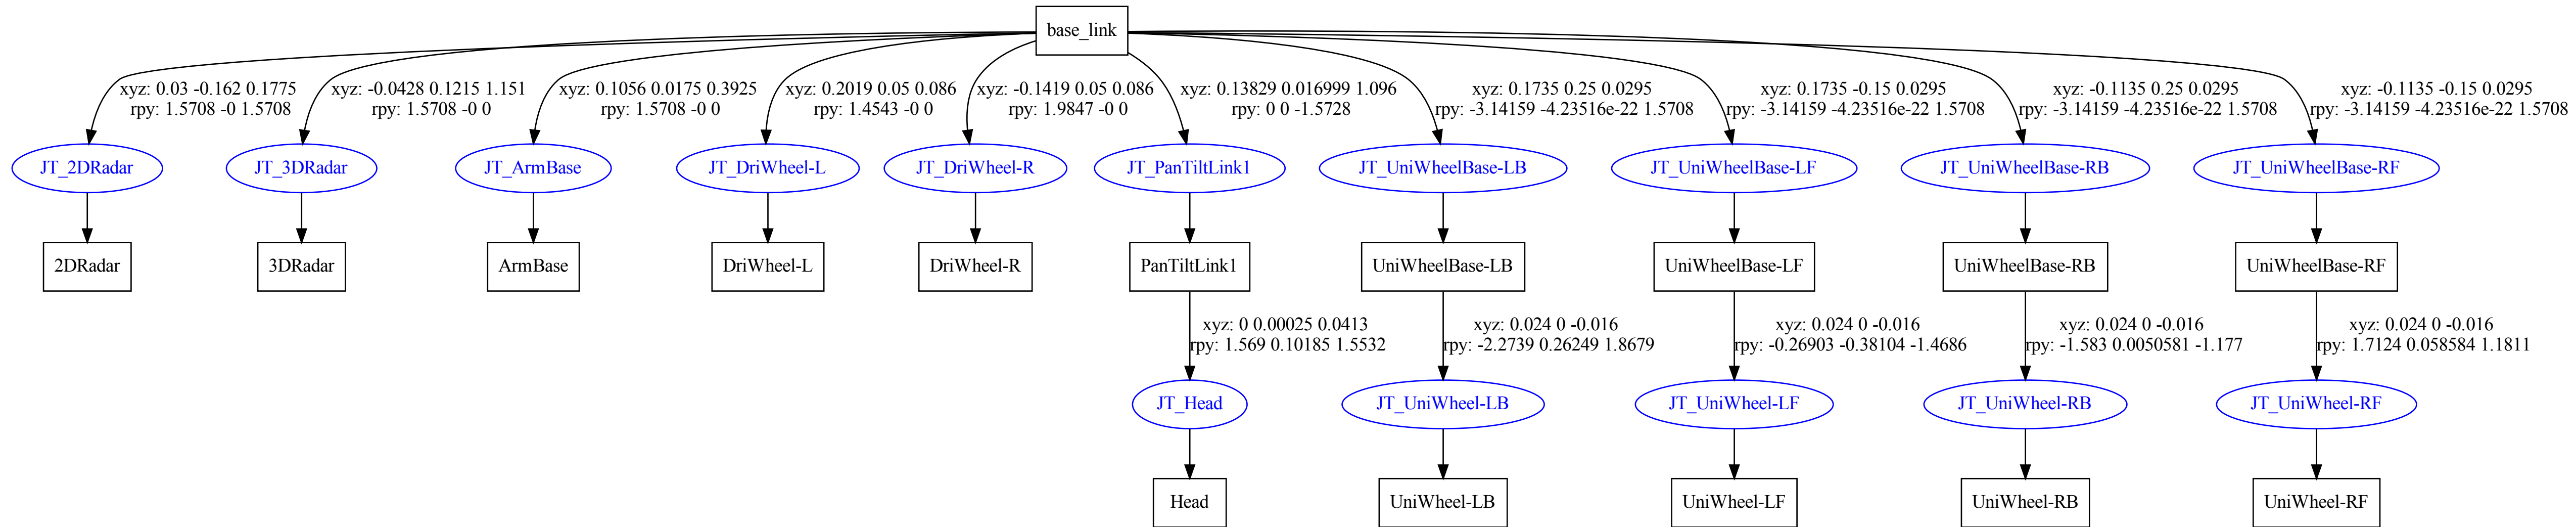 base_link
xyz: 0.03 -0.162 0.1775
rpy: 1.5708 -0 1.5708
xyz: -0.0428 0.1215 1.151
rpy: 1.5708 -0 0
xyz: 0.1056 0.0175 0.3925
rpy: 1.5708 -0 0
xyz: 0.2019 0.05 0.086
rpy: 1.4543 -0 0
xyz: -0.1419 0.05 0.086
rpy: 1.9847 -0 0
xyz: 0.13829 0.016999 1.096
rpy: 0 0 -1.5728
xyz: 0.1735 0.25 0.0295
rpy: -3.14159 -4.23516e-22 1.5708
xyz: 0.1735 -0.15 0.0295
rpy: -3.14159 -4.23516e-22 1.5708
xyz: -0.1135 0.25 0.0295
rpy: -3.14159 -4.23516e-22 1.5708
xyz: -0.1135 -0.15 0.0295
rpy: -3.14159 -4.23516e-22 1.5708
JT_2DRadar
JT_3DRadar
JT_ArmBase
JT_DriWheel-L
JT_DriWheel-R
JT_PanTiltLink1
JT_UniWheelBase-LB
JT_UniWheelBase-LF
JT_UniWheelBase-RB
JT_UniWheelBase-RF
2DRadar
3DRadar
ArmBase
DriWheel-L
DriWheel-R
PanTiltLink1
UniWheelBase-LB
UniWheelBase-LF
UniWheelBase-RB
UniWheelBase-RF
xyz: 0 0.00025 0.0413
rpy: 1.569 0.10185 1.5532
xyz: 0.024 0 -0.016
rpy: -2.2739 0.26249 1.8679
xyz: 0.024 0 -0.016
rpy: -0.26903 -0.38104 -1.4686
xyz: 0.024 0 -0.016
rpy: -1.583 0.0050581 -1.177
xyz: 0.024 0 -0.016
rpy: 1.7124 0.058584 1.1811
JT_Head
JT_UniWheel-LB
JT_UniWheel-LF
JT_UniWheel-RB
JT_UniWheel-RF
Head
UniWheel-LB
UniWheel-LF
UniWheel-RB
UniWheel-RF